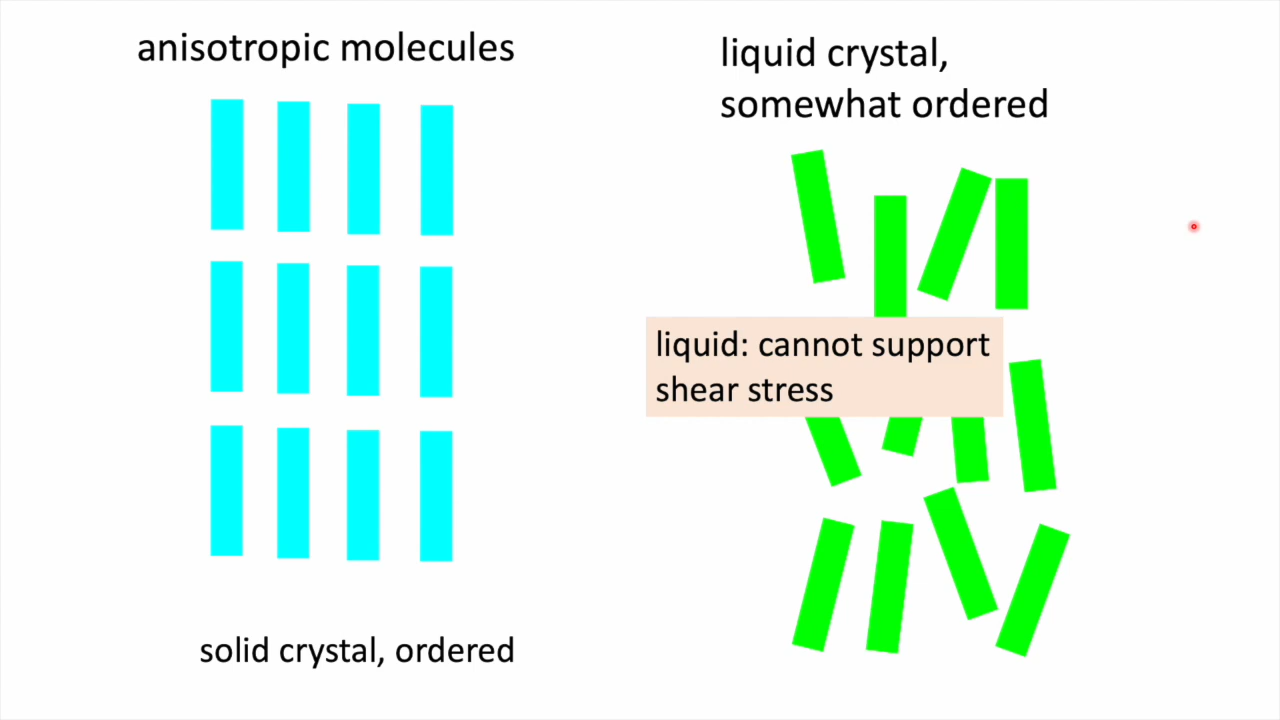 anisotropic molecules
liquid crystal,
somewhat ordered
liquid: cannot support
shear stress
solid crystal, ordered